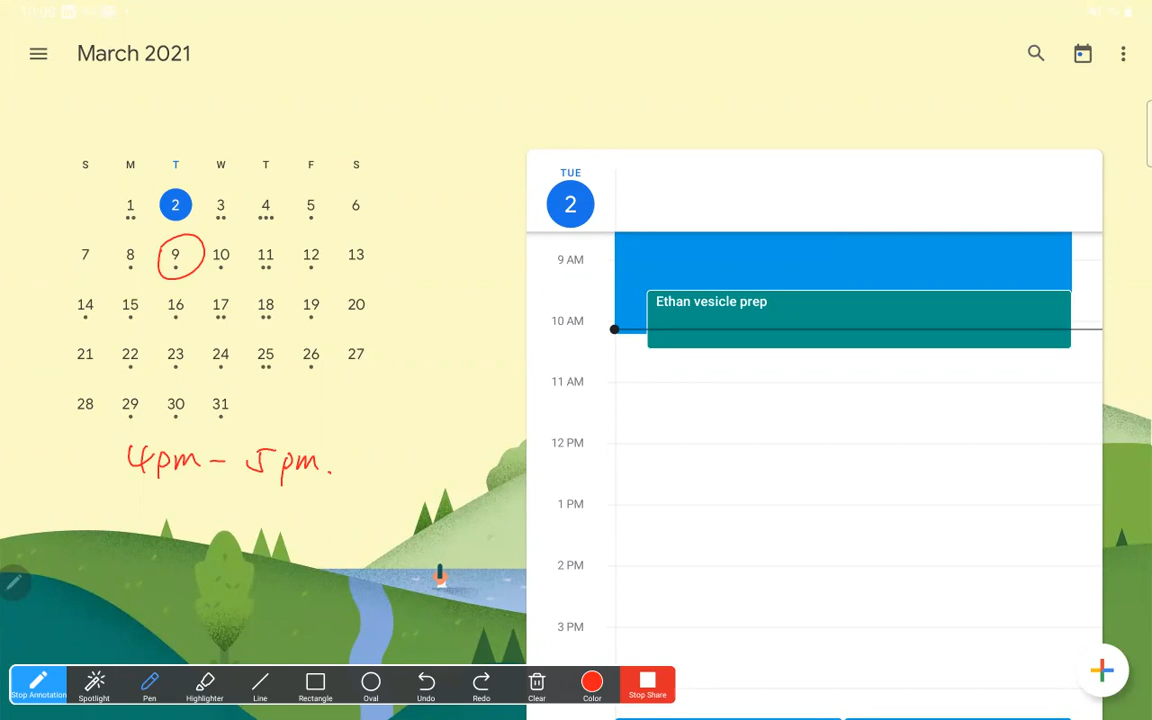 March 2021
S M T W T F S
1 2 3 4 5 6
7 8 9 10 11 12 13
14 15 16 17 18 19 20
21 22 23 24 25 26 27
28 29 30 31
4pm - 5pm.
TUE
2
9 AM
Ethan vesicle prep
10 AM
11 AM
12 PM
1 PM
2 PM
3 PM
Stop Annotation Spotlight Pen Highlighter Line Rectangle Oval Undo Redo Clear Color Stop Share